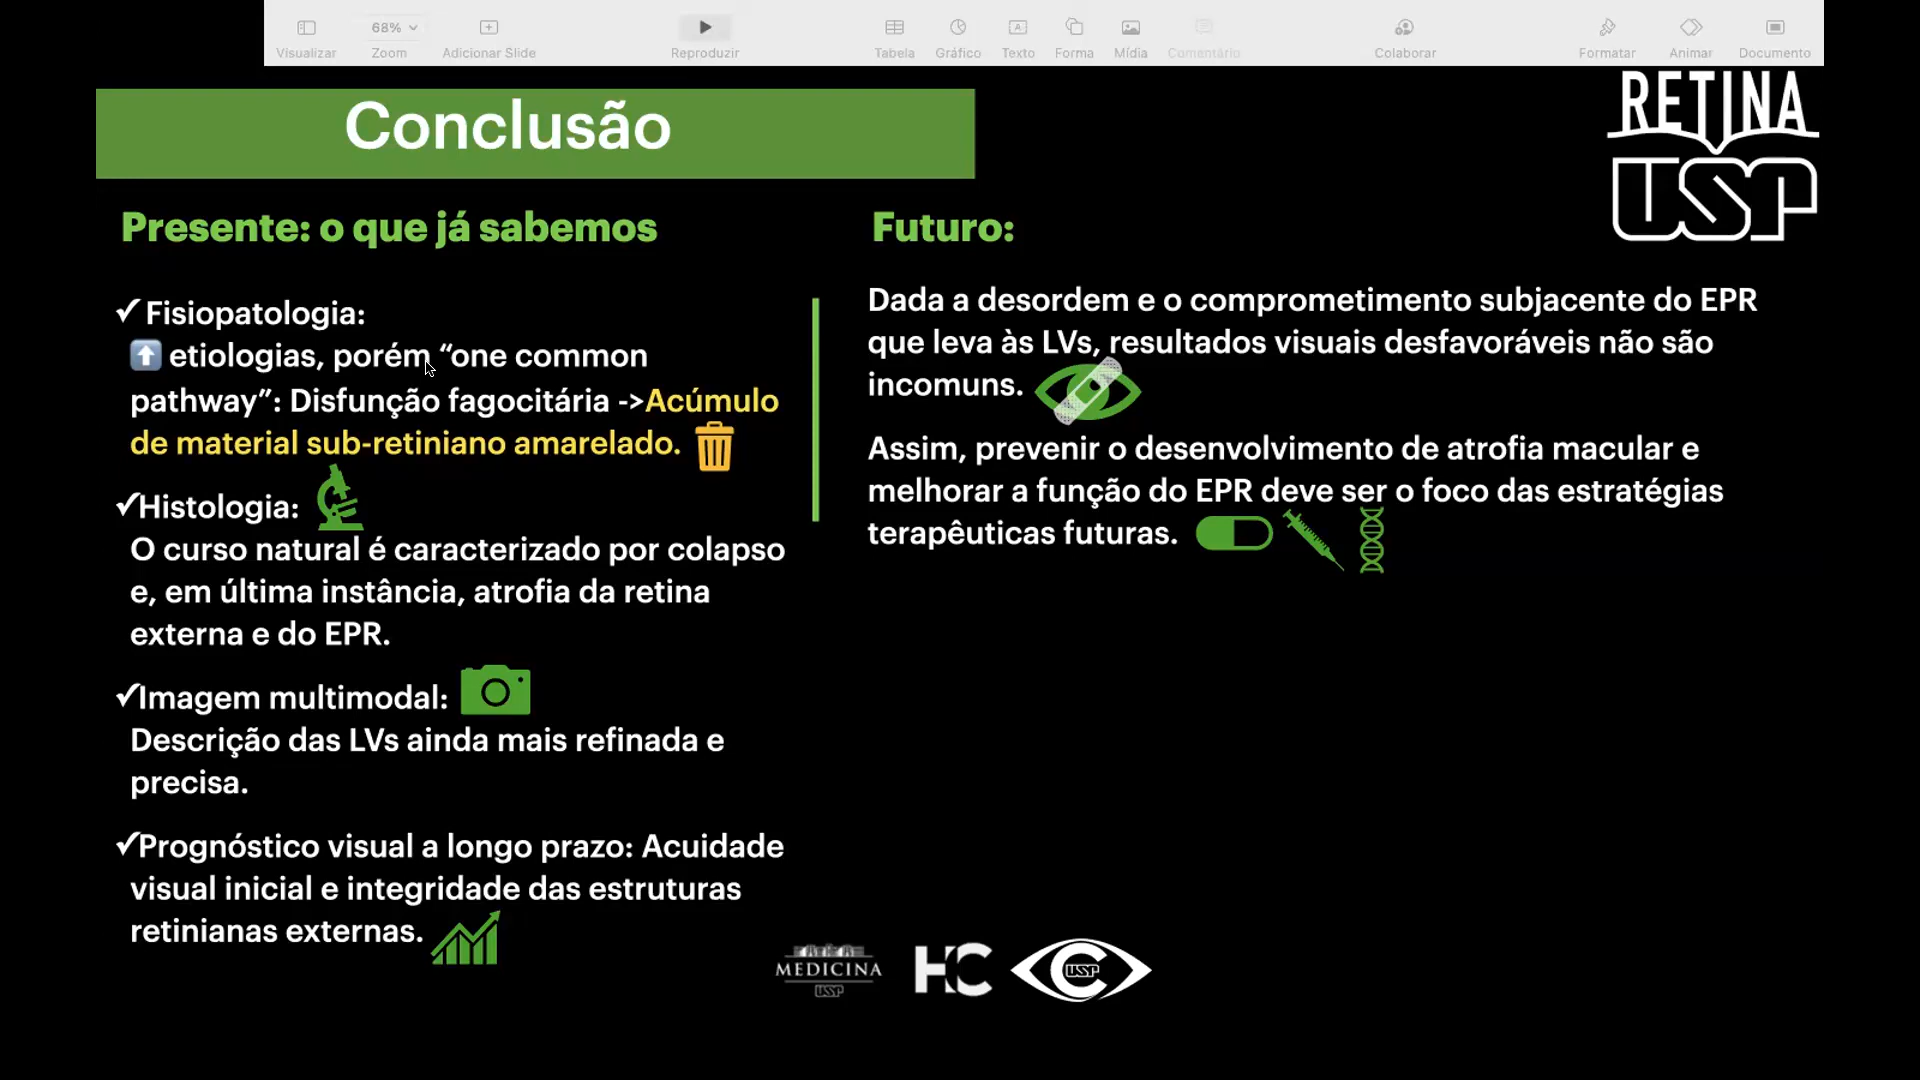 Visualizar
68%
Zoom
Adicionar Slide
Reproduzir
Tabela
Gráfico
Texto
Forma
Mídia
Comentário
Colaborar
Formatar
Animar
Documento
RETINA
USP
Conclusão
Presente: o que já sabemos
✓ Fisiopatologia:
⬆ etiologias, porém “one common
pathway”: Disfunção fagocitária ->Acúmulo
de material sub-retiniano amarelado.
✓Histologia:
O curso natural é caracterizado por colapso
e, em última instância, atrofia da retina
externa e do EPR.
✓Imagem multimodal:
Descrição das LVs ainda mais refinada e
precisa.
✓Prognóstico visual a longo prazo: Acuidade
visual inicial e integridade das estruturas
retinianas externas.
Futuro:
Dada a desordem e o comprometimento subjacente do EPR
que leva às LVs, resultados visuais desfavoráveis não são
incomuns.
Assim, prevenir o desenvolvimento de atrofia macular e
melhorar a função do EPR deve ser o foco das estratégias
terapêuticas futuras.
MEDICINA
USP
HC
C
USP